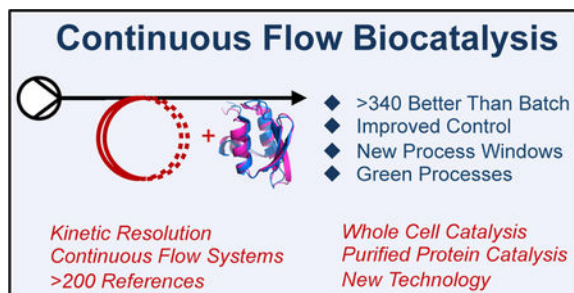 Continuous Flow Biocatalysis
+
>340 Better Than Batch
Improved Control
New Process Windows
Green Processes
Kinetic Resolution
Continuous Flow Systems
>200 References
Whole Cell Catalysis
Purified Protein Catalysis
New Technology